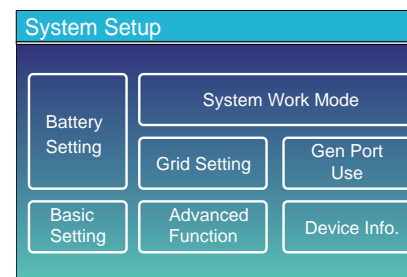 System Setup
Battery
Setting
System Work Mode
Grid Setting
Gen Port
Use
Basic
Setting
Advanced
Function
Device Info.